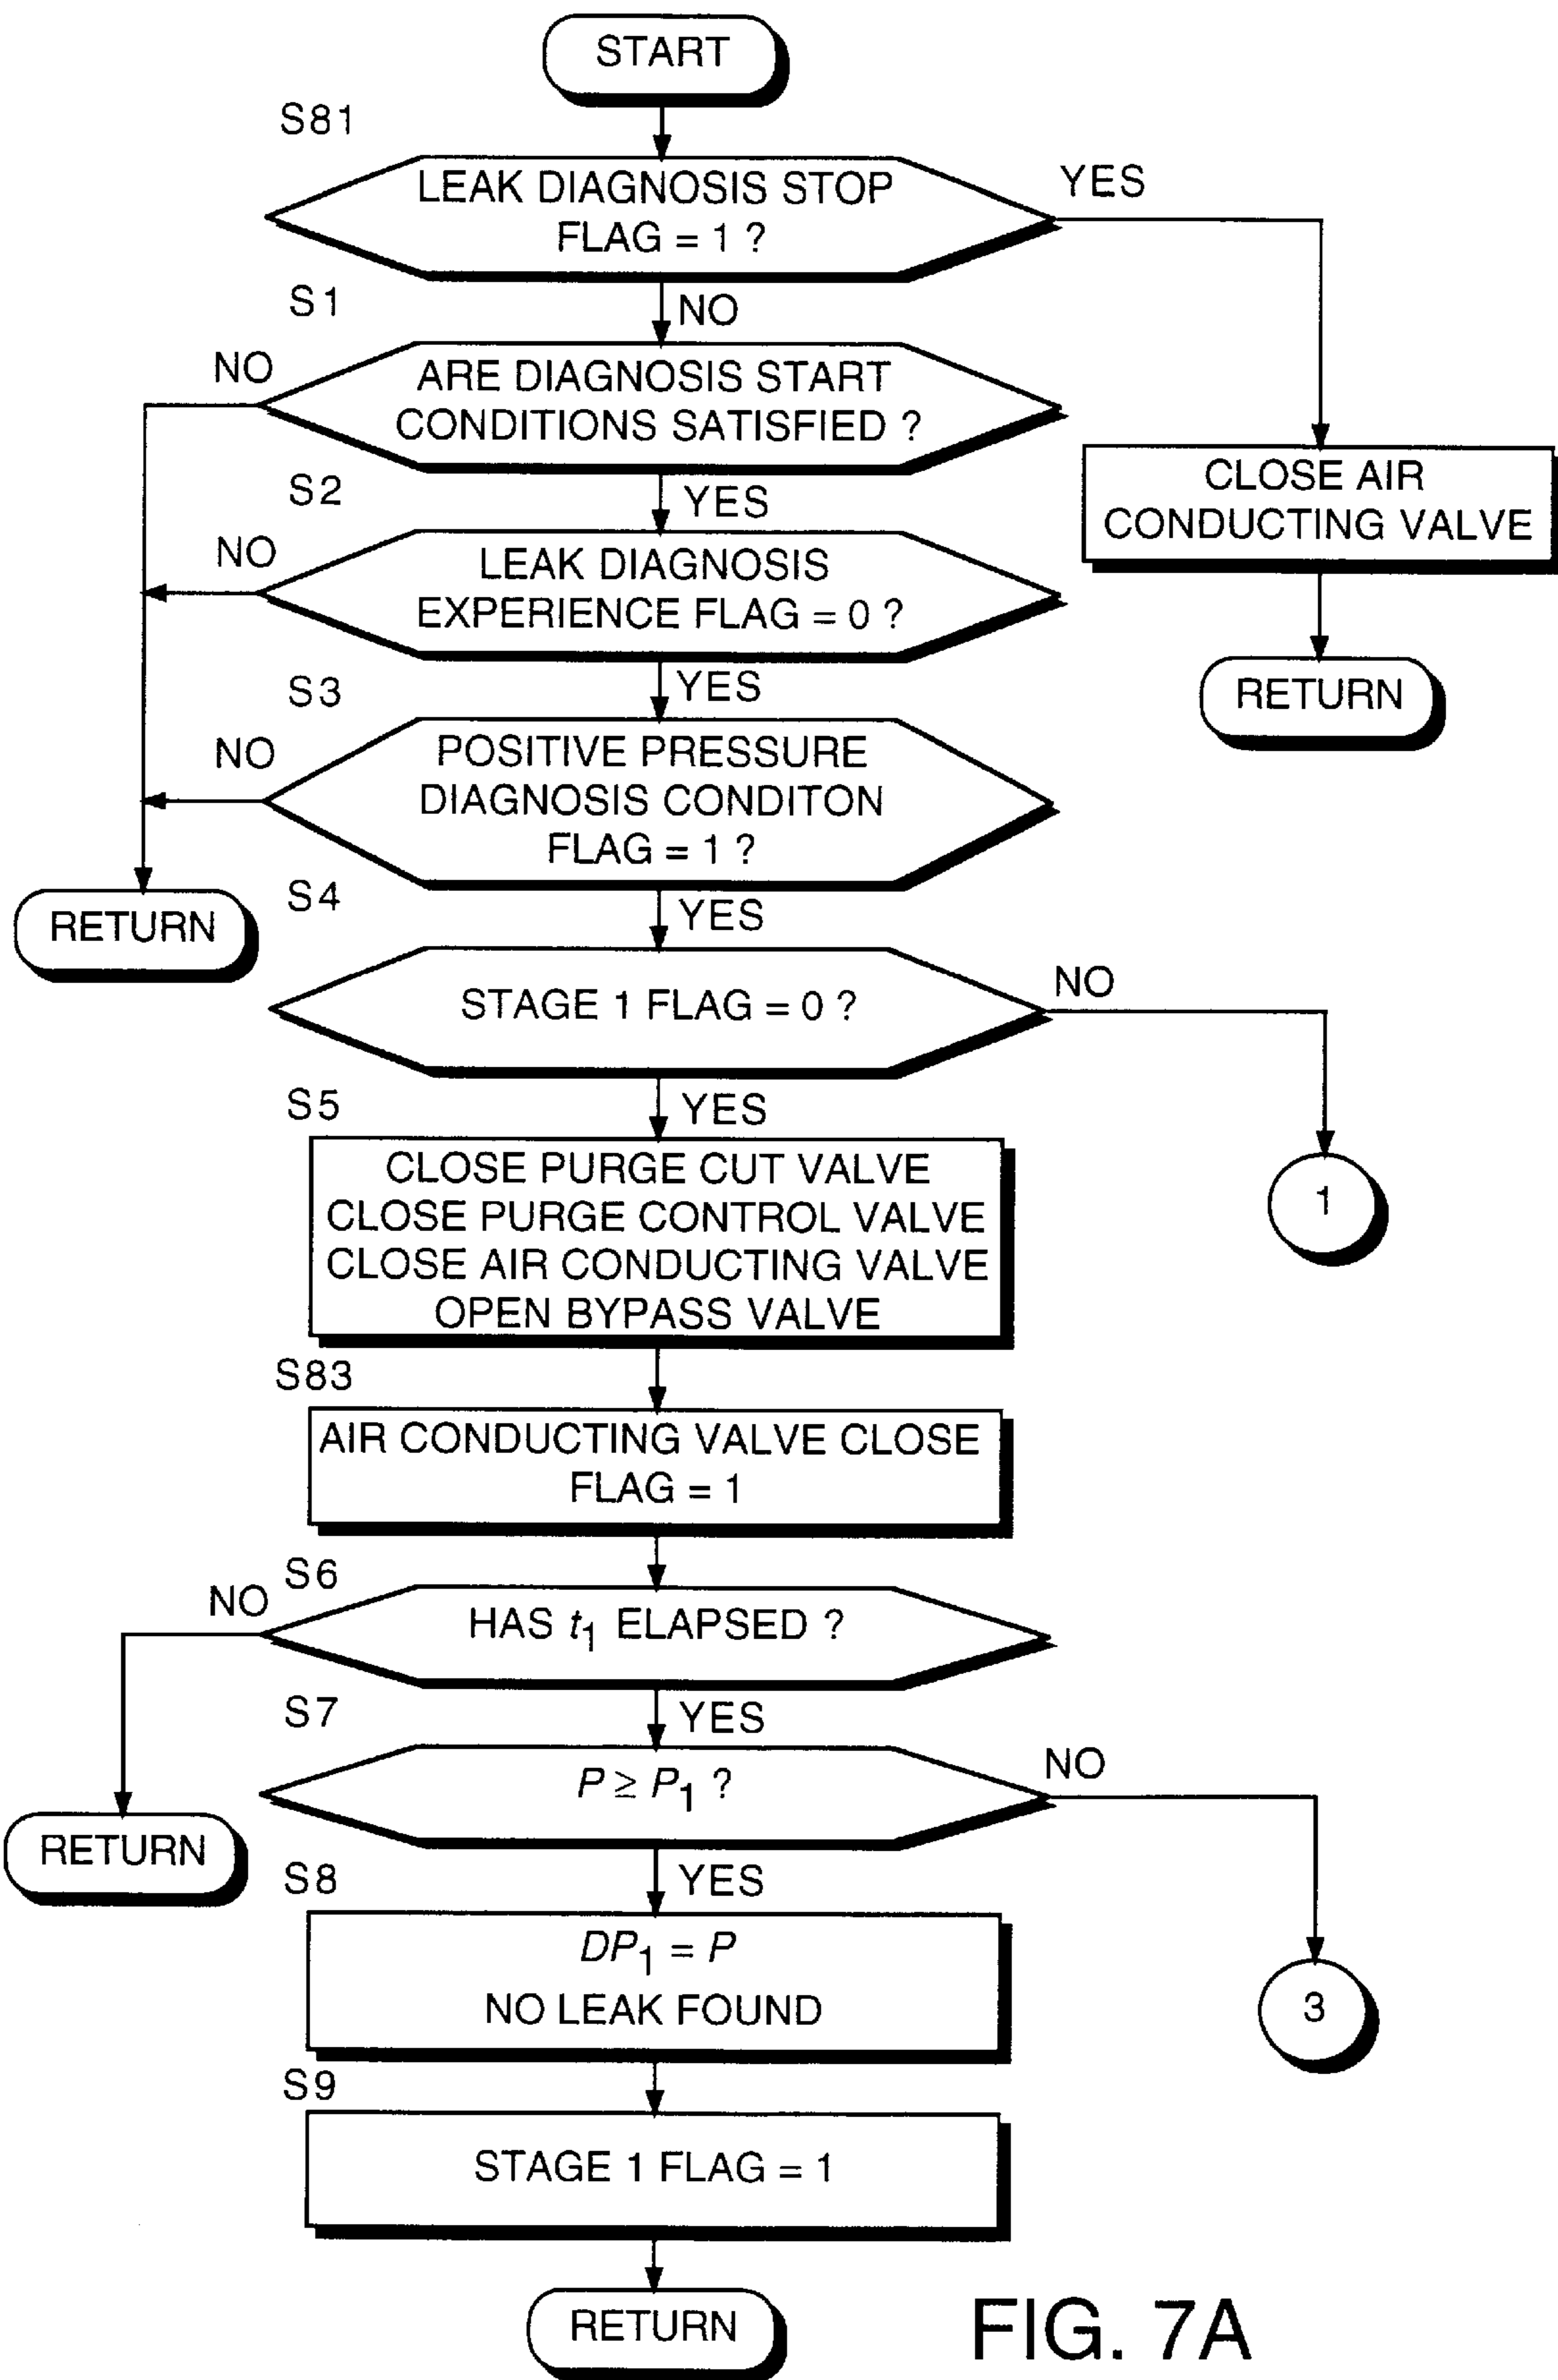 START
S81
LEAK DIAGNOSIS STOP
FLAG = 1 ?
YES
NO
S1
ARE DIAGNOSIS START
CONDITIONS SATISFIED ?
NO
YES
CLOSE AIR
CONDUCTING VALVE
RETURN
S2
LEAK DIAGNOSIS
EXPERIENCE FLAG = 0 ?
NO
YES
S3
POSITIVE PRESSURE
DIAGNOSIS CONDITON
FLAG = 1 ?
NO
YES
RETURN
S4
STAGE 1 FLAG = 0 ?
NO
1
YES
S5
CLOSE PURGE CUT VALVE
CLOSE PURGE CONTROL VALVE
CLOSE AIR CONDUCTING VALVE
OPEN BYPASS VALVE
S83
AIR CONDUCTING VALVE CLOSE
FLAG = 1
S6
HAS t1 ELAPSED ?
NO
RETURN
YES
S7
P ≥ P1 ?
NO
3
YES
S8
DP1 = P
NO LEAK FOUND
S9
STAGE 1 FLAG = 1
RETURN
FIG. 7A